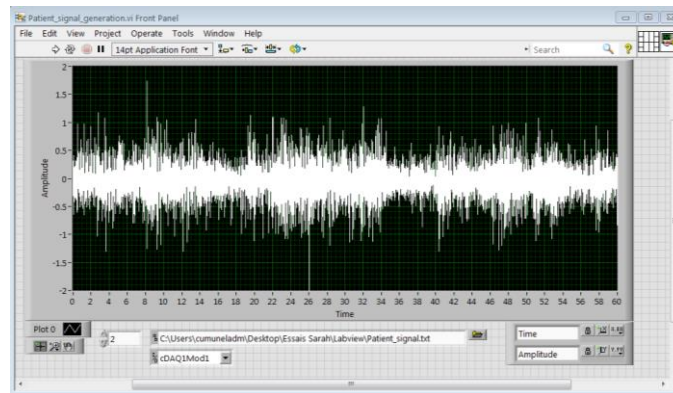 Patient_signal_generation.vi Front Panel
File Edit View Project Operate Tools Window Help
14pt Application Font Search
2
1.5
1
0.5
0
-0.5
-1
-1.5
-2
Amplitude
0 2 4 6 8 10 12 14 16 18 20 22 24 26 28 30 32 34 36 38 40 42 44 46 48 50 52 54 56 58 60
Time
Plot 0
2
C:\Users\cumuneladm\Desktop\Essais Sarah\Labview\Patient_signal.txt
cDAQ1Mod1
Time
Amplitude